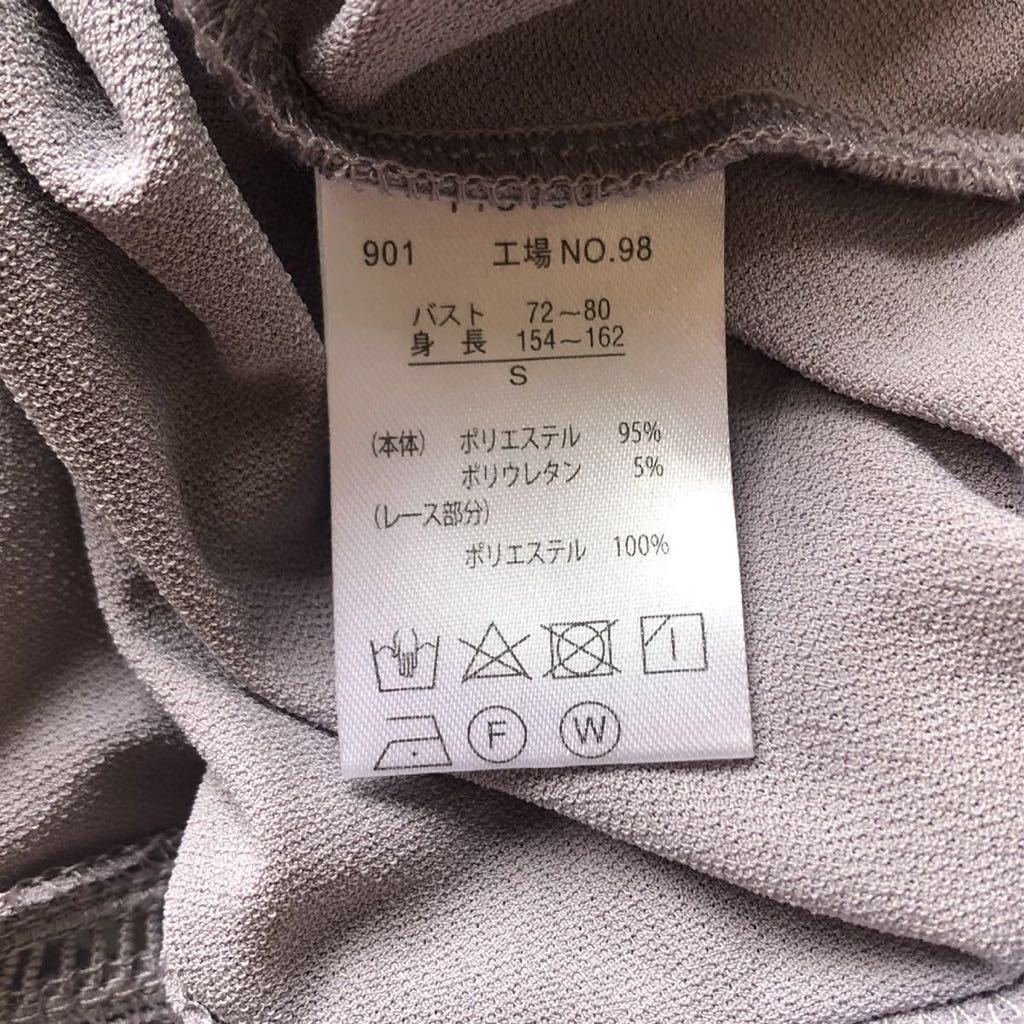 901 工場NO.98
バスト 72~80
身長 154~162
S
(本体) ポリエステル 95%
ポリウレタン 5%
(レース部分)
ポリエステル 100%
F W